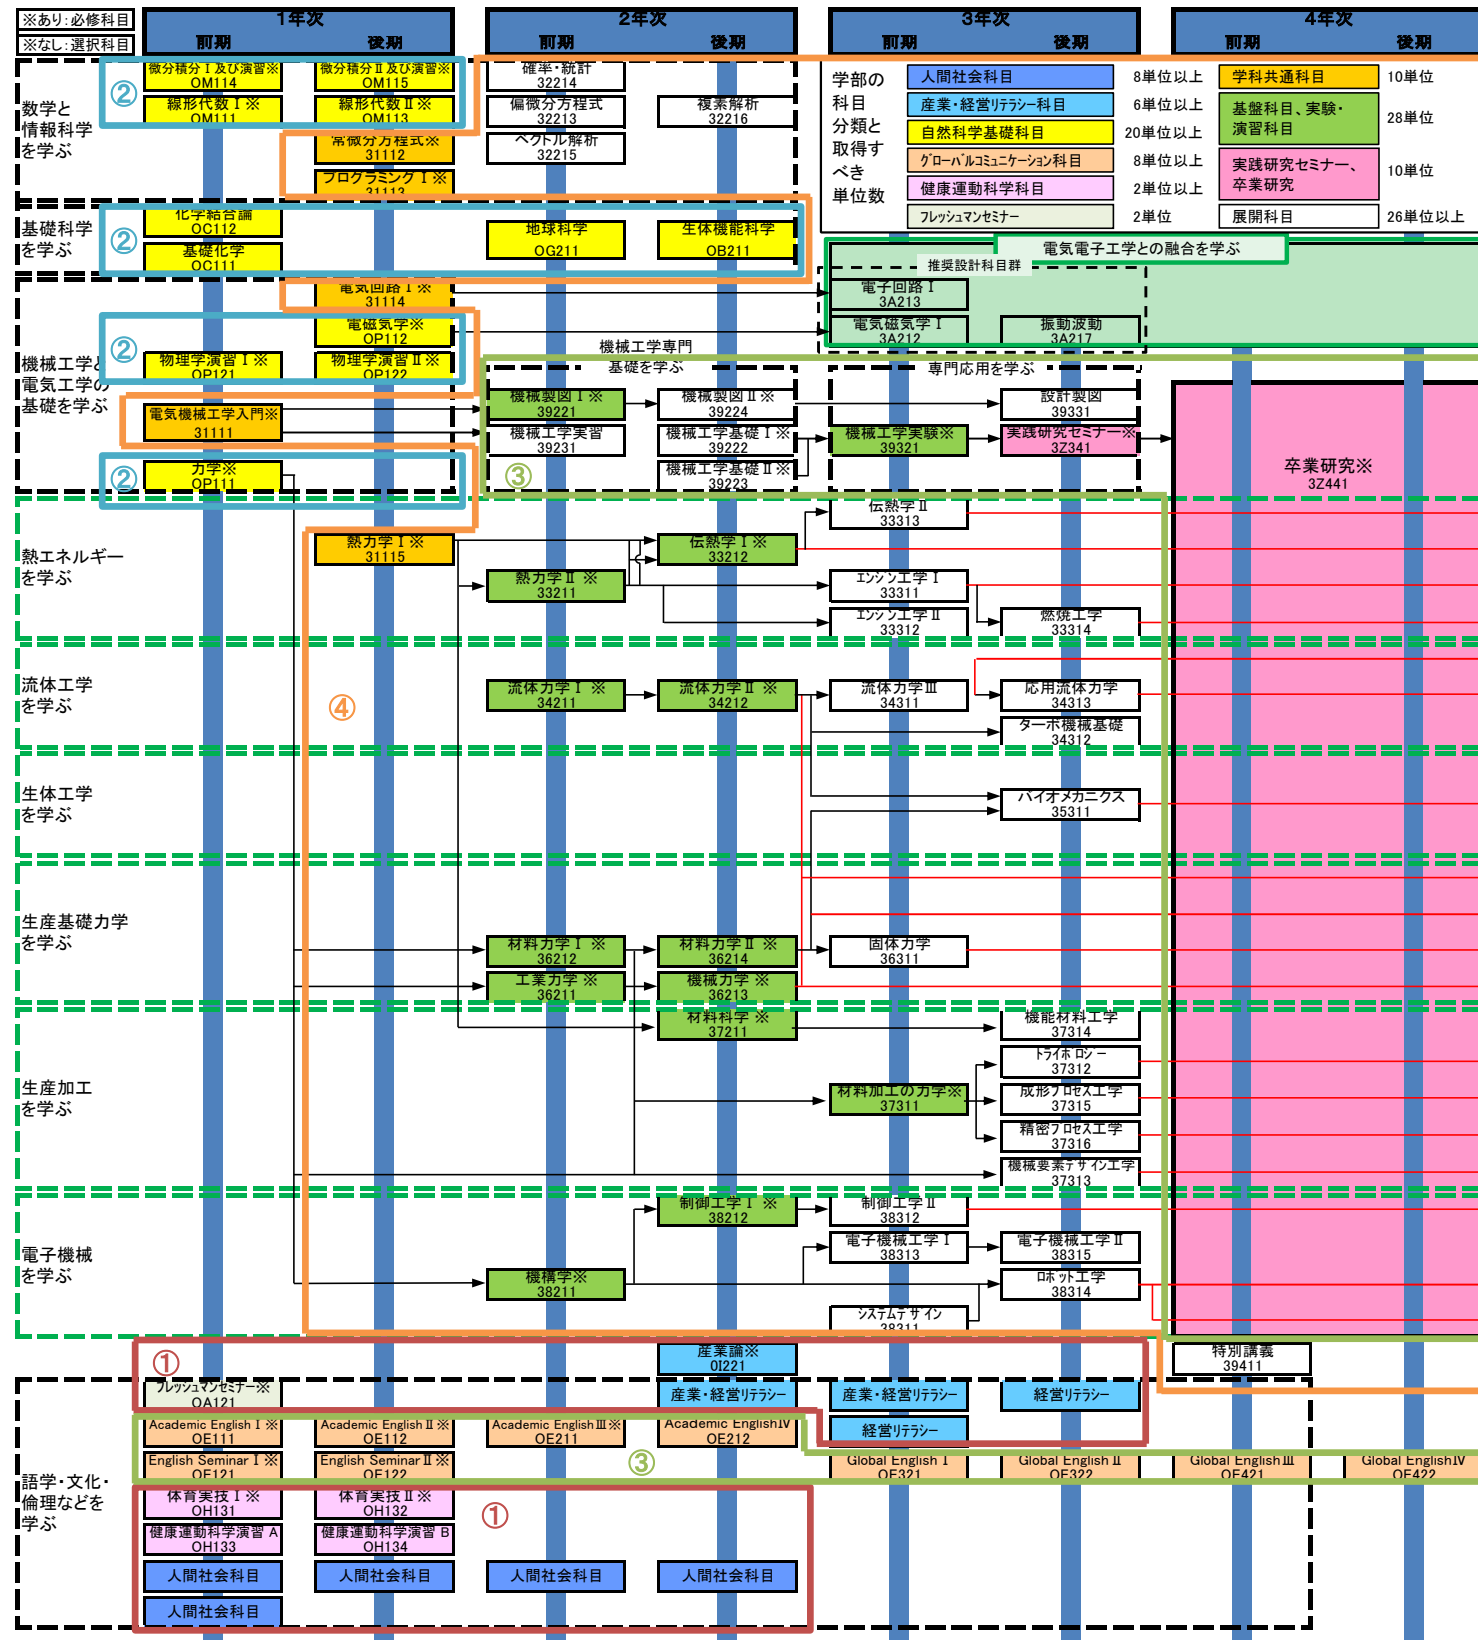 ※あり：必修科目
※なし：選択科目
1年次
2年次
3年次
4年次
前期
後期
前期
後期
前期
後期
前期
後期
数学と
情報科学
を学ぶ
②
微分積分Ⅰ及び演習※
OM114
微分積分Ⅱ及び演習※
OM115
確率・統計
32214
線形代数Ⅰ※
OM111
線形代数Ⅱ※
OM113
偏微分方程式
32213
複素解析
32216
常微分方程式※
31112
ベクトル解析
32215
プログラミングⅠ※
31113
学部の
科目
分類と
取得す
べき
単位数
人間社会科目
8単位以上
産業・経営リテラシー科目
6単位以上
自然科学基礎科目
20単位以上
グローバルコミュニケーション科目
8単位以上
健康運動科学科目
2単位以上
フレッシュマンセミナー
2単位
学科共通科目
10単位
基盤科目、実験・
演習科目
28単位
実践研究セミナー、
卒業研究
10単位
展開科目
26単位以上
基礎科学
を学ぶ
②
化学結合論
OC112
基礎化学
OC111
地球科学
OG211
生体機能科学
OB211
電気電子工学との融合を学ぶ
推奨設計科目群
電子回路Ⅰ
3A213
電気磁気学Ⅰ
3A212
振動波動
3A217
機械工学と
電気工学の
基礎を学ぶ
電気回路Ⅰ※
31114
②
電磁気学※
OP112
物理学演習Ⅰ※
OP121
物理学演習Ⅱ※
OP122
電気機械工学入門※
31111
②
力学※
OP111
機械工学専門
基礎を学ぶ
専門応用を学ぶ
機械製図Ⅰ※
39221
機械製図Ⅱ※
39224
設計製図
39331
機械工学実習
39231
機械工学基礎Ⅰ※
39222
機械工学実験※
39321
実践研究セミナー※
3Z341
③
機械工学基礎Ⅱ※
39223
卒業研究※
3Z441
熱エネルギー
を学ぶ
伝熱学Ⅱ
33313
熱力学Ⅰ※
31115
伝熱学Ⅰ※
33212
熱力学Ⅱ※
33211
エンジン工学Ⅰ
33311
エンジン工学Ⅱ
33312
燃焼工学
33314
流体工学
を学ぶ
④
流体力学Ⅰ※
34211
流体力学Ⅱ※
34212
流体力学Ⅲ
34311
応用流体力学
34313
ターボ機械基礎
34312
生体工学
を学ぶ
バイオメカニクス
35311
生産基礎力学
を学ぶ
材料力学Ⅰ※
36212
材料力学Ⅱ※
36214
固体力学
36311
工業力学※
36211
機械力学※
36213
生産加工
を学ぶ
材料科学※
37211
機能材料工学
37314
トライボロジー
37312
材料加工の力学※
37311
成形プロセス工学
37315
精密プロセス工学
37316
機械要素デザイン工学
37313
電子機械
を学ぶ
制御工学Ⅰ※
38212
制御工学Ⅱ
38312
電子機械工学Ⅰ
38313
電子機械工学Ⅱ
38315
機構学※
38211
ロボット工学
38314
システムデザイン
38311
①
産業論※
OI221
特別講義
39411
語学・文化・
倫理などを
学ぶ
フレッシュマンセミナー※
OA121
産業・経営リテラシー
産業・経営リテラシー
経営リテラシー
Academic EnglishⅠ※
OE111
Academic EnglishⅡ※
OE112
Academic EnglishⅢ※
OE211
Academic EnglishⅣ
OE212
経営リテラシー
English SeminarⅠ※
OE121
English SeminarⅡ※
OE122
③
Global EnglishⅠ
OE321
Global EnglishⅡ
OE322
Global EnglishⅢ
OE421
Global EnglishⅣ
OE422
体育実技Ⅰ※
OH131
体育実技Ⅱ※
OH132
①
健康運動科学演習 A
OH133
健康運動科学演習 B
OH134
人間社会科目
人間社会科目
人間社会科目
人間社会科目
人間社会科目